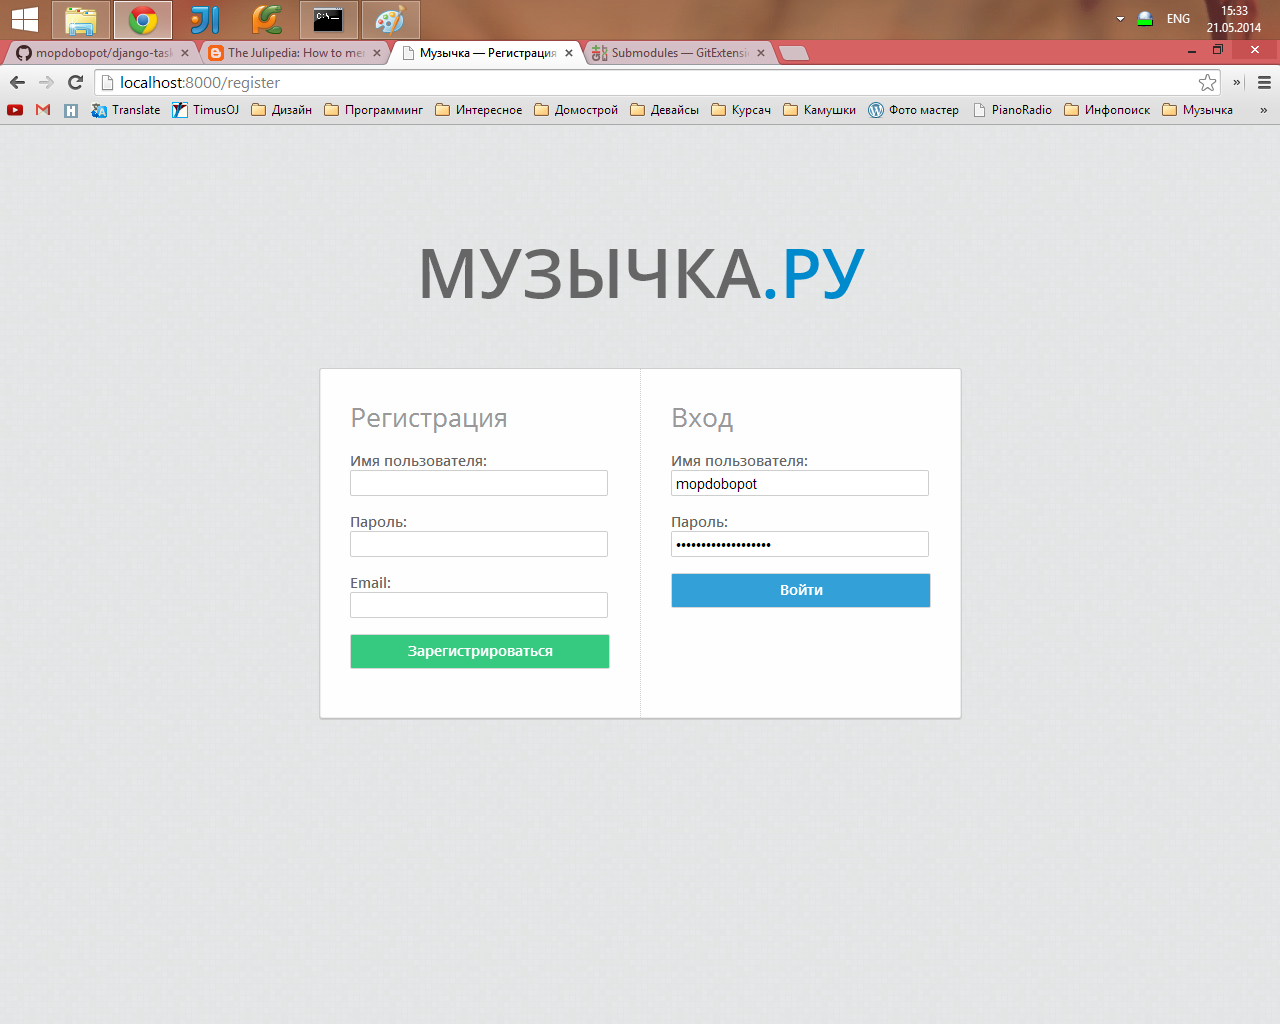 ENG
15:33
21.05.2014
mopdobopot/django-task
The Julipedia: How to me
Музычка — Регистрация
Submodules — GitExtensi
localhost:8000/register
»
Translate
TimusOJ
Дизайн
Программинг
Интересное
Домострой
Девайсы
Курсач
Камушки
Фото мастер
PianoRadio
Инфопоиск
Музычка
»
МУЗЫЧКА.РУ
Регистрация
Имя пользователя:
Пароль:
Email:
Зарегистрироваться
Вход
Имя пользователя:
mopdobopot
Пароль:
•••••••••••••••••••
Войти